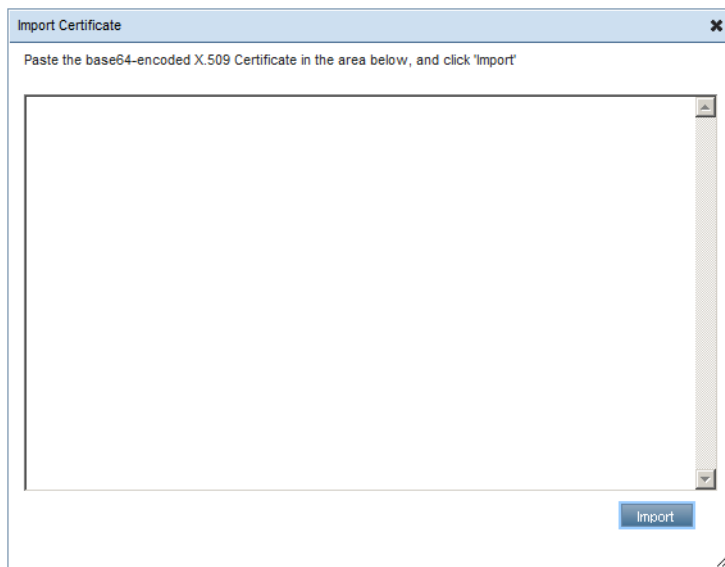 Import Certificate
Paste the base64-encoded X.509 Certificate in the area below, and click 'Import'
Import